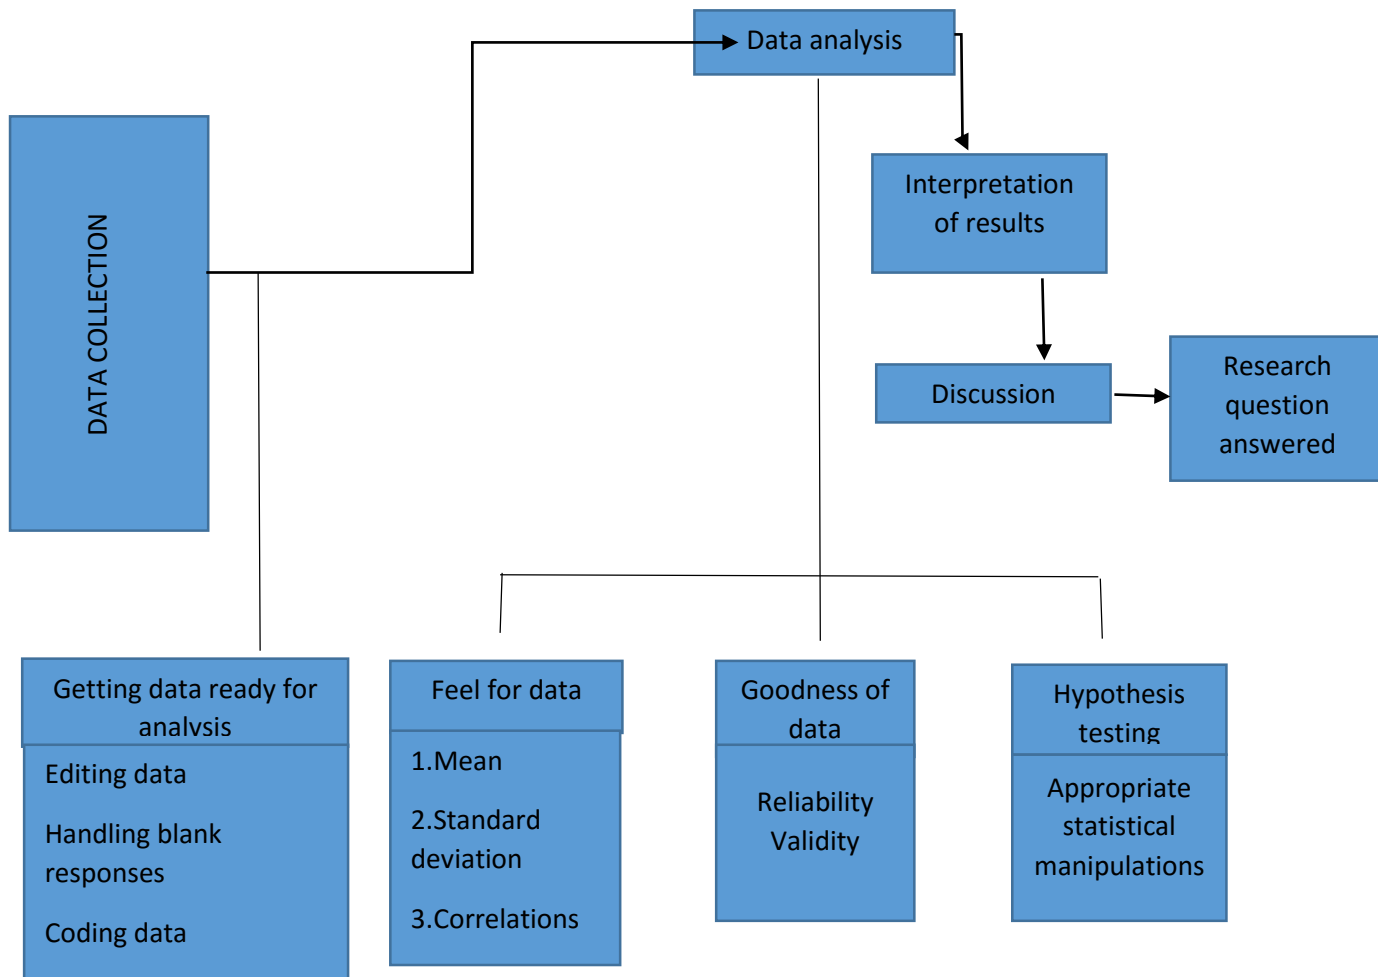 Data analysis
DATA COLLECTION
Interpretation
of results
Discussion
Research
question
answered
Getting data ready for
analysis
Editing data
Handling blank
responses
Coding data
Feel for data
1.Mean
2.Standard
deviation
3.Correlations
Goodness of
data
Reliability
Validity
Hypothesis
testing
Appropriate
statistical
manipulations